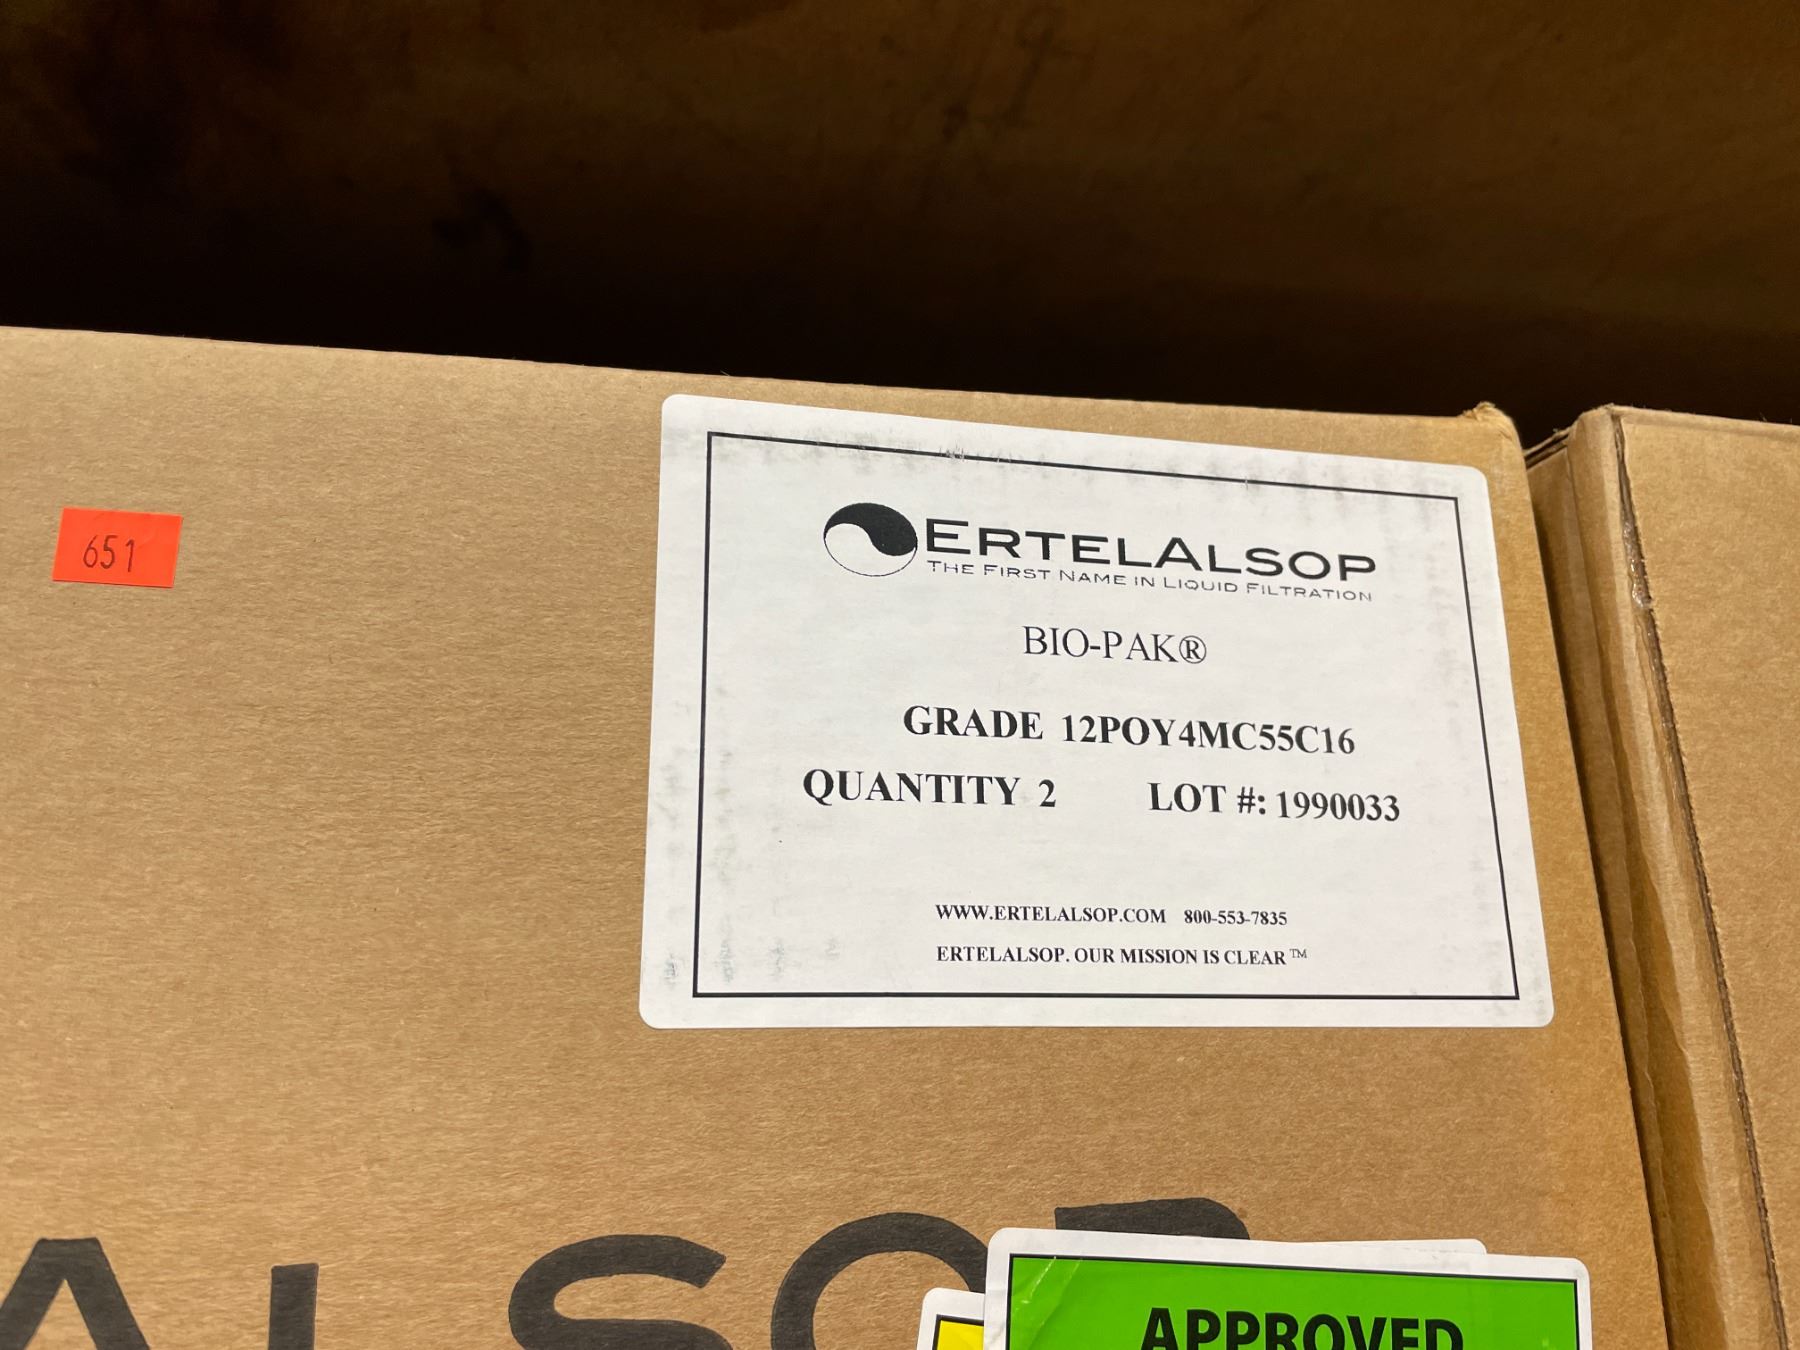 651
ERTELALSOP
THE FIRST NAME IN LIQUID FILTRATION
BIO-PAK®
GRADE 12POY4MC55C16
QUANTITY 2 LOT #: 1990033
WWW.ERTELALSOP.COM 800-553-7835
ERTELALSOP. OUR MISSION IS CLEAR™
ALSOP
APPROVED